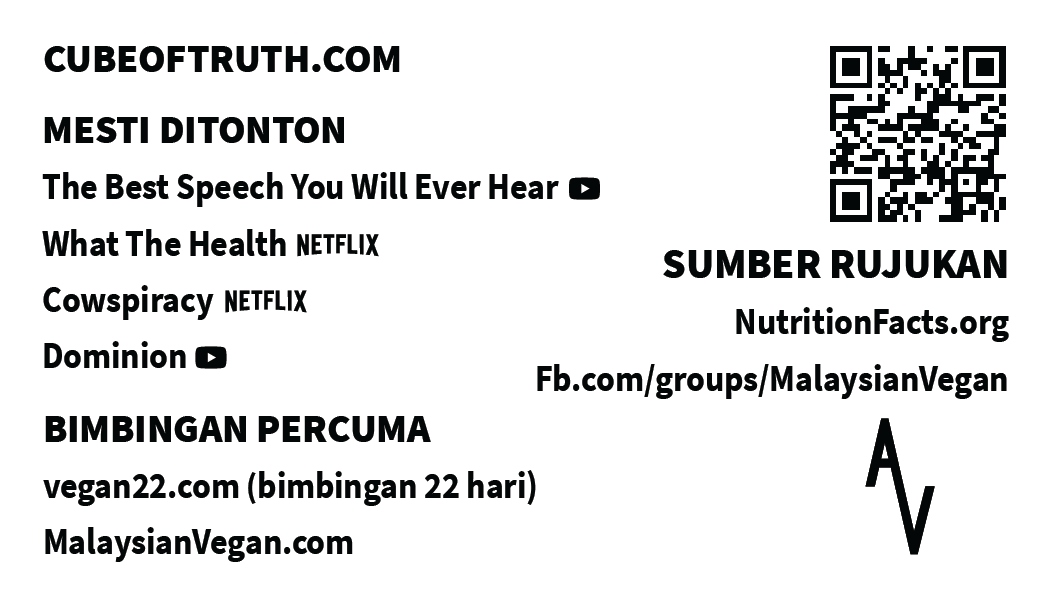 CUBEOFTRUTH.COM
MESTI DITONTON
The Best Speech You Will Ever Hear
What The Health NETFLIX
Cowspiracy NETFLIX
Dominion
BIMBINGAN PERCUMA
vegan22.com (bimbingan 22 hari)
MalaysianVegan.com
SUMBER RUJUKAN
NutritionFacts.org
Fb.com/groups/MalaysianVegan
AV